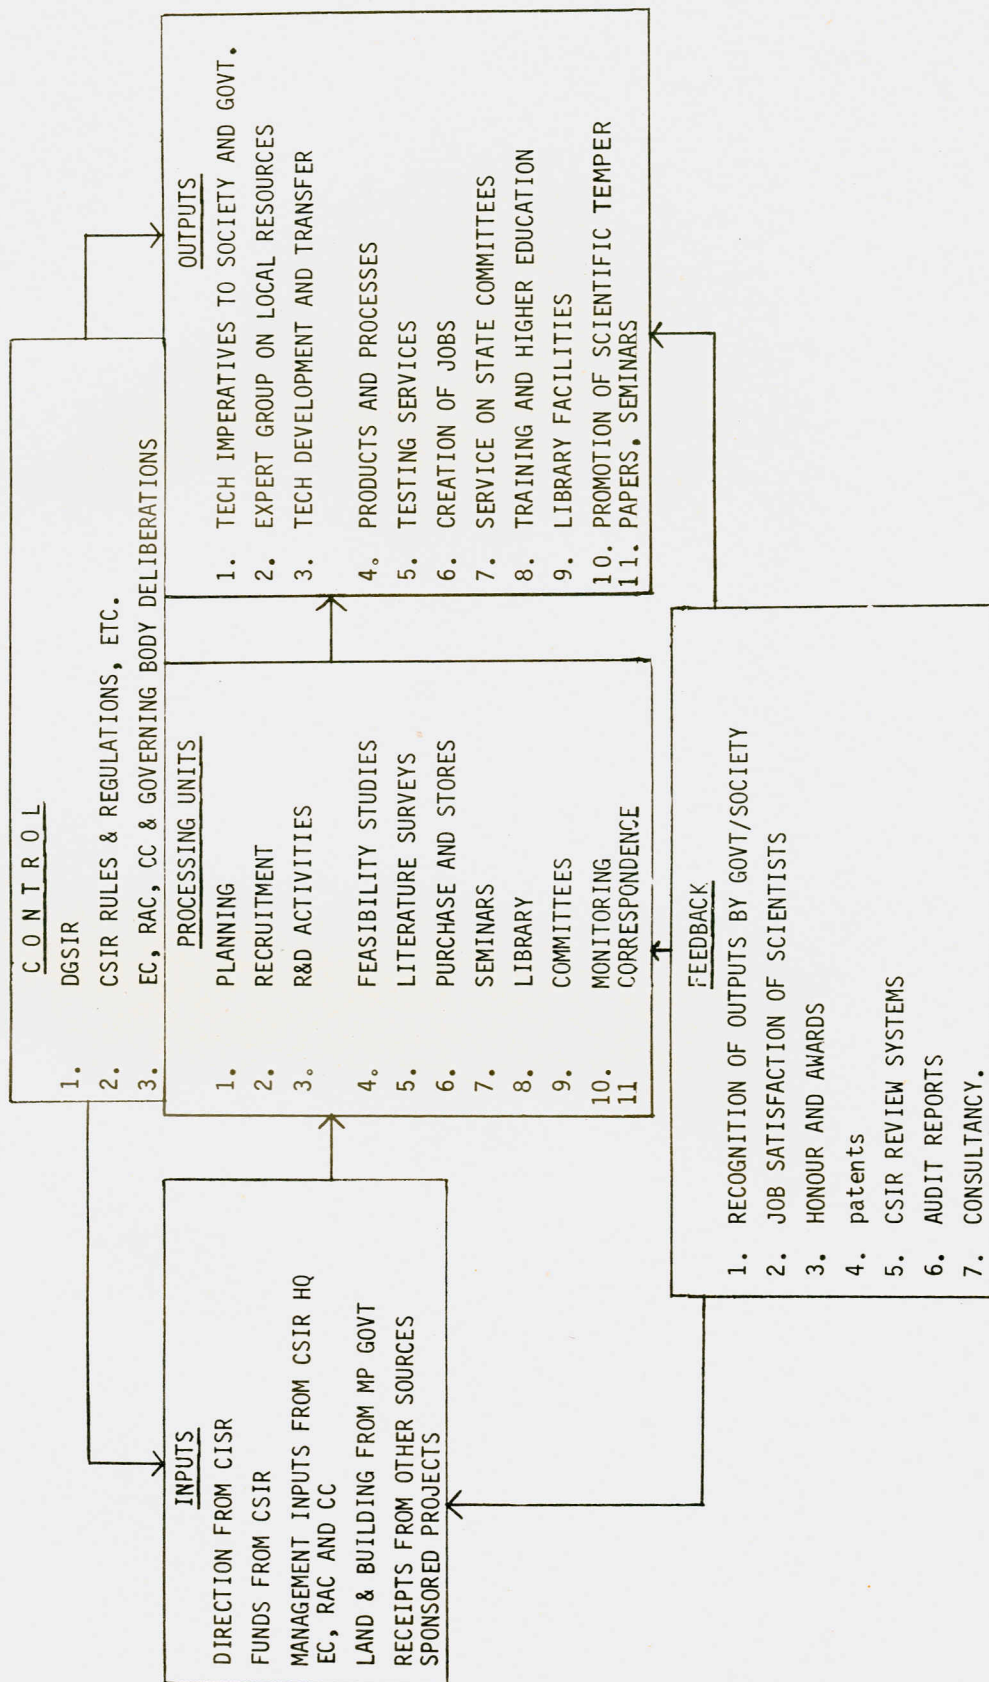 C O N T R O L
1. DGSIR
2. CSIR RULES & REGULATIONS, ETC.
3. EC, RAC, CC & GOVERNING BODY DELIBERATIONS
INPUTS
DIRECTION FROM CISR
FUNDS FROM CSIR
MANAGEMENT INPUTS FROM CSIR HQ
EC, RAC AND CC
LAND & BUILDING FROM MP GOVT
RECEIPTS FROM OTHER SOURCES
SPONSORED PROJECTS
PROCESSING UNITS
1. PLANNING
2. RECRUITMENT
3. R&D ACTIVITIES
4. FEASIBILITY STUDIES
5. LITERATURE SURVEYS
6. PURCHASE AND STORES
7. SEMINARS
8. LIBRARY
9. COMMITTEES
10. MONITORING
11 CORRESPONDENCE
OUTPUTS
1. TECH IMPERATIVES TO SOCIETY AND GOVT.
2. EXPERT GROUP ON LOCAL RESOURCES
3. TECH DEVELOPMENT AND TRANSFER
4. PRODUCTS AND PROCESSES
5. TESTING SERVICES
6. CREATION OF JOBS
7. SERVICE ON STATE COMMITTEES
8. TRAINING AND HIGHER EDUCATION
9. LIBRARY FACILITIES
10. PROMOTION OF SCIENTIFIC TEMPER
11. PAPERS, SEMINARS
FEEDBACK
1. RECOGNITION OF OUTPUTS BY GOVT/SOCIETY
2. JOB SATISFACTION OF SCIENTISTS
3. HONOUR AND AWARDS
4. patents
5. CSIR REVIEW SYSTEMS
6. AUDIT REPORTS
7. CONSULTANCY.